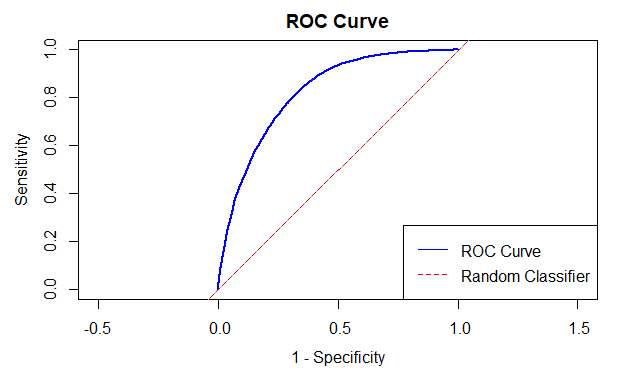 ROC Curve
Sensitivity
1.0
0.8
0.6
0.4
0.2
0.0
ROC Curve
Random Classifier
-0.5 0.0 0.5 1.0 1.5
1 - Specificity